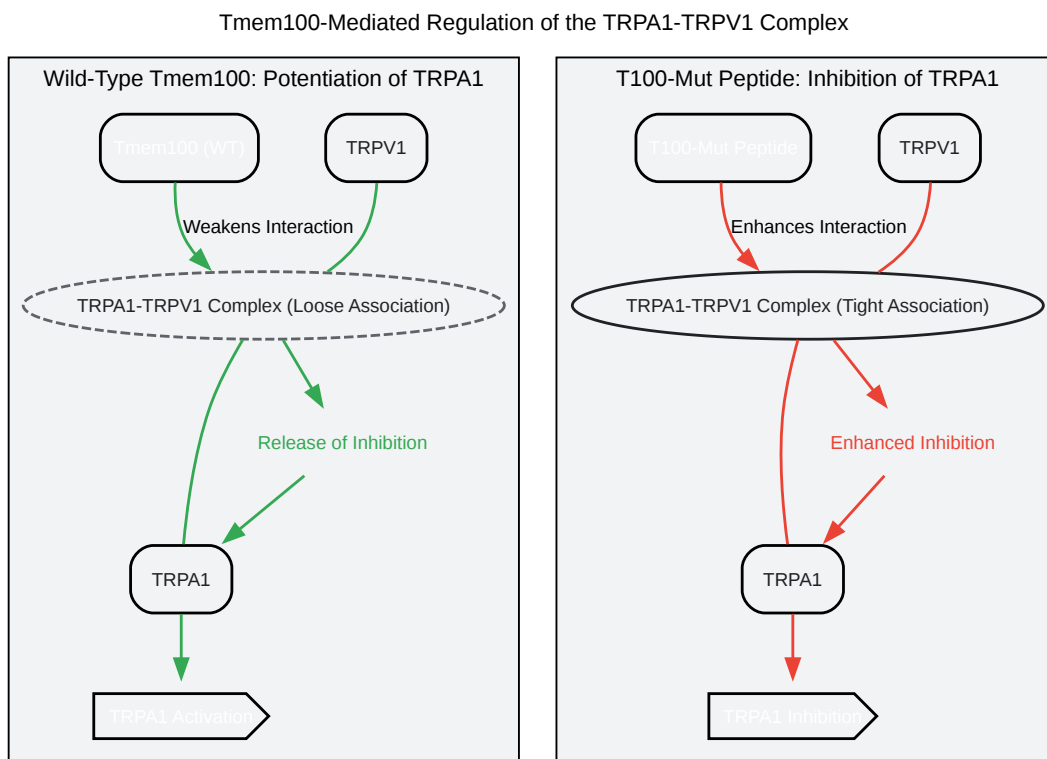 Tmem100-Mediated Regulation of the TRPA1-TRPV1 Complex
Wild-Type Tmem100: Potentiation of TRPA1
Tmem100 (WT)
TRPV1
Weakens Interaction
TRPA1-TRPV1 Complex (Loose Association)
Release of Inhibition
TRPA1
TRPA1 Activation
T100-Mut Peptide: Inhibition of TRPA1
T100-Mut Peptide
TRPV1
Enhances Interaction
TRPA1-TRPV1 Complex (Tight Association)
Enhanced Inhibition
TRPA1
TRPA1 Inhibition